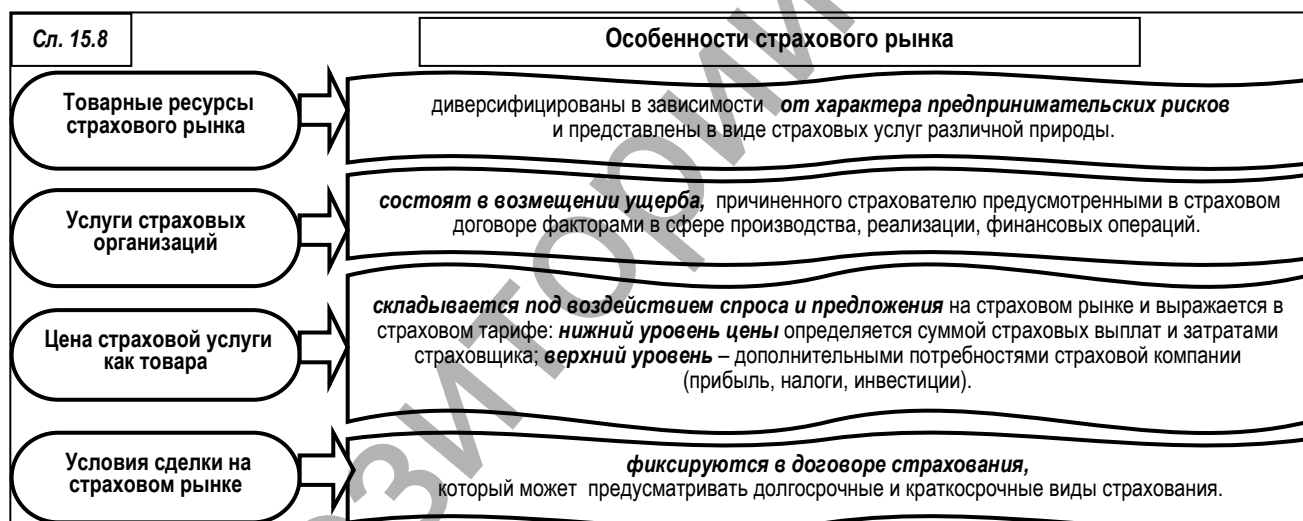 Сл. 15.8
Особенности страхового рынка
Товарные ресурсы
страхового рынка
диверсифицированы в зависимости от характера предпринимательских рисков
и представлены в виде страховых услуг различной природы.
Услуги страховых
организаций
состоят в возмещении ущерба, причиненного страхователю предусмотренными в страховом
договоре факторами в сфере производства, реализации, финансовых операций.
Цена страховой услуги
как товара
складывается под воздействием спроса и предложения на страховом рынке и выражается в
страховом тарифе: нижний уровень цены определяется суммой страховых выплат и затратами
страховщика; верхний уровень – дополнительными потребностями страховой компании
(прибыль, налоги, инвестиции).
Условия сделки на
страховом рынке
фиксируются в договоре страхования,
который может предусматривать долгосрочные и краткосрочные виды страхования.